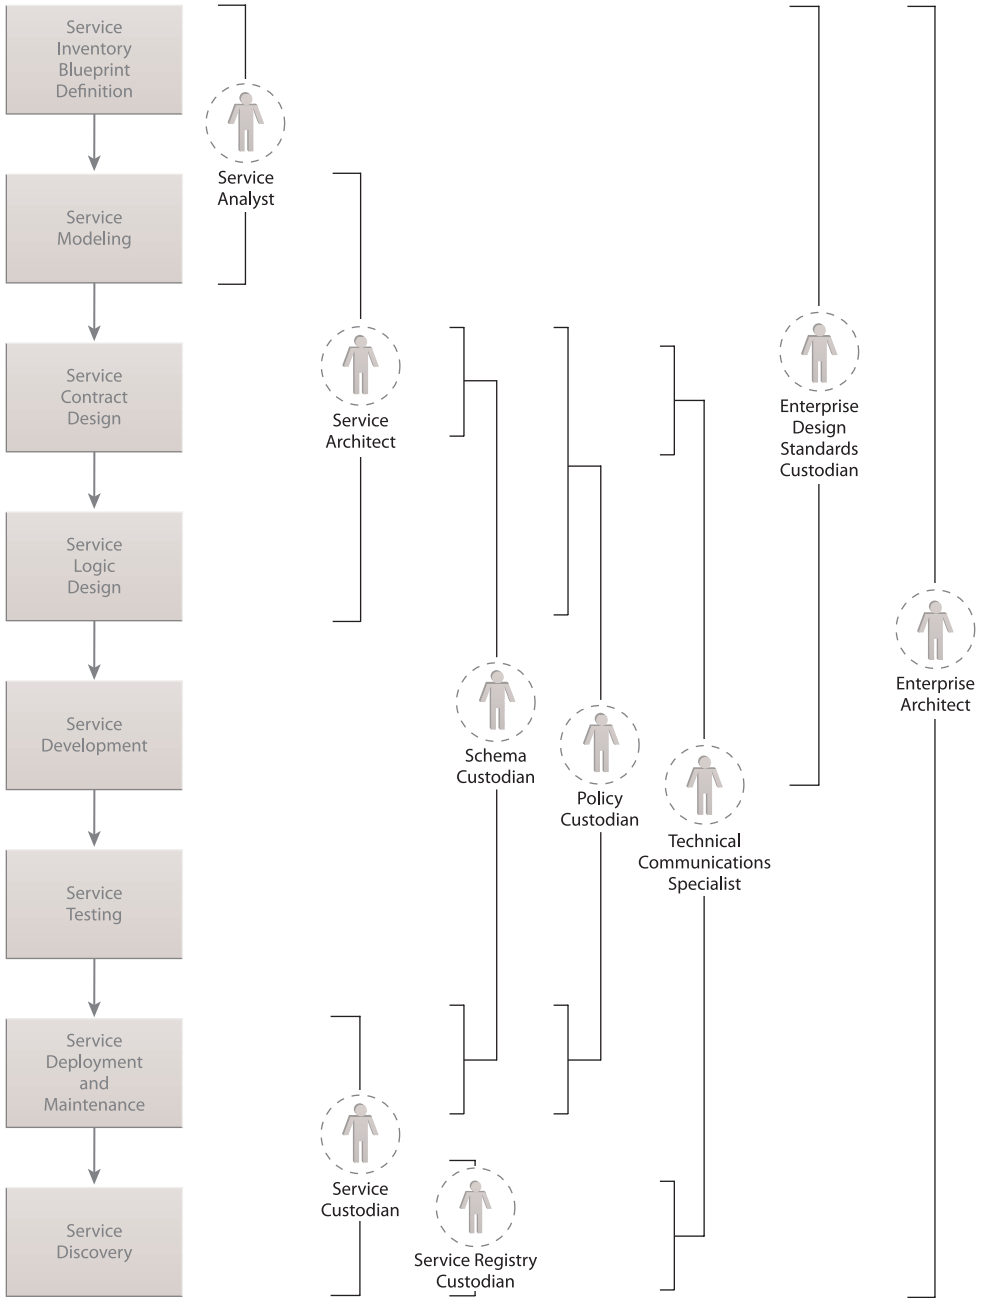 Service
Inventory
Blueprint
Definition
Service
Modeling
Service
Contract
Design
Service
Logic
Design
Service
Development
Service
Testing
Service
Deployment
and
Maintenance
Service
Discovery
Service
Analyst
Service
Architect
Service
Custodian
Schema
Custodian
Service Registry
Custodian
Policy
Custodian
Technical
Communications
Specialist
Enterprise
Design
Standards
Custodian
Enterprise
Architect